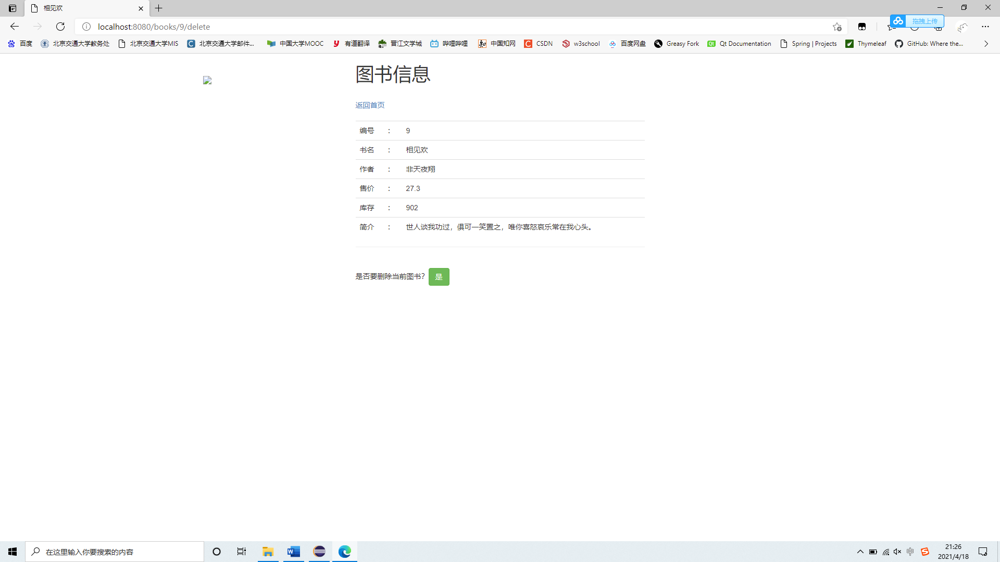 相见欢
localhost:8080/books/9/delete
拖拽上传
百度
北京交通大学教务处
北京交通大学MIS
北京交通大学邮件...
中国大学MOOC
有道翻译
晋江文学城
哔哩哔哩
中国知网
CSDN
w3school
百度网盘
Greasy Fork
Qt Documentation
Spring | Projects
Thymeleaf
GitHub: Where the...
图书信息
返回首页
编号 : 9
书名 : 相见欢
作者 : 非天夜翔
售价 : 27.3
库存 : 902
简介 : 世人谈我功过，俱可一笑置之，唯你喜怒哀乐常在我心头。
是否要删除当前图书? 是
在这里输入你要搜索的内容
中
21:26
2021/4/18